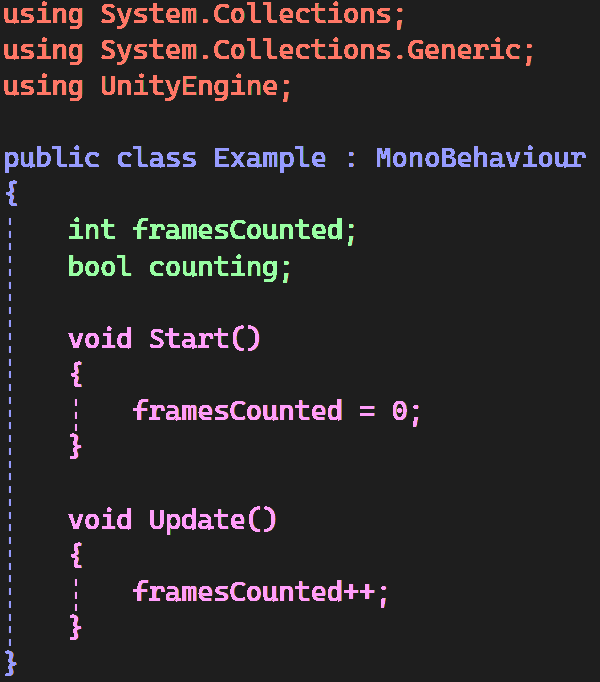 using System.Collections;
using System.Collections.Generic;
using UnityEngine;
public class Example : MonoBehaviour
{
int framesCounted;
bool counting;
void Start()
{
framesCounted = 0;
}
void Update()
{
framesCounted++;
}
}